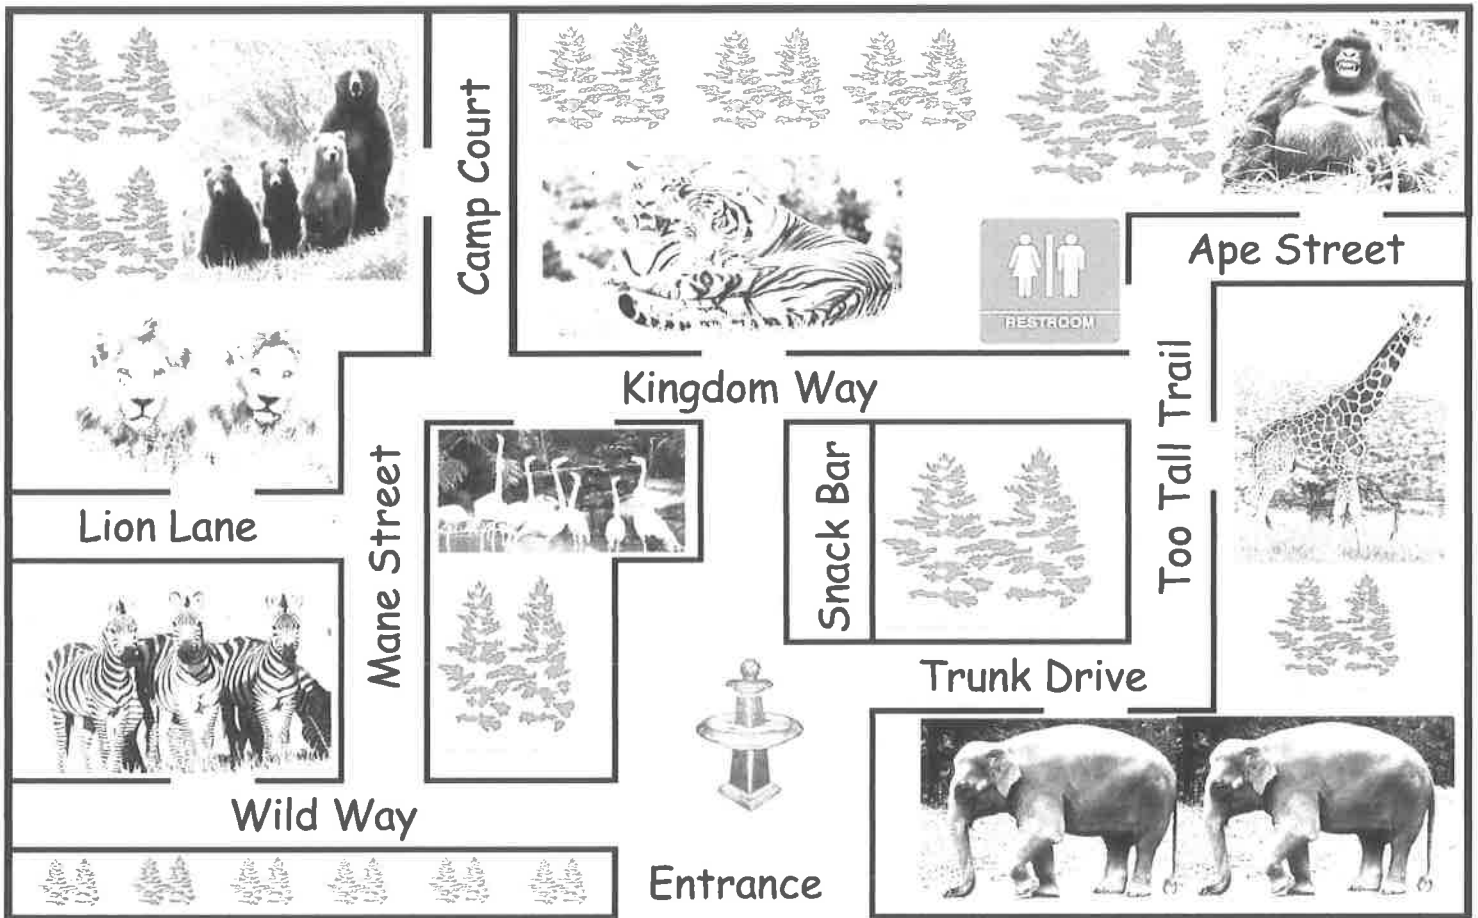 Camp Court
RESTROOM
Ape Street
Kingdom Way
Too Tall Trail
Lion Lane
Mane Street
Snack Bar
Trunk Drive
Wild Way
Entrance